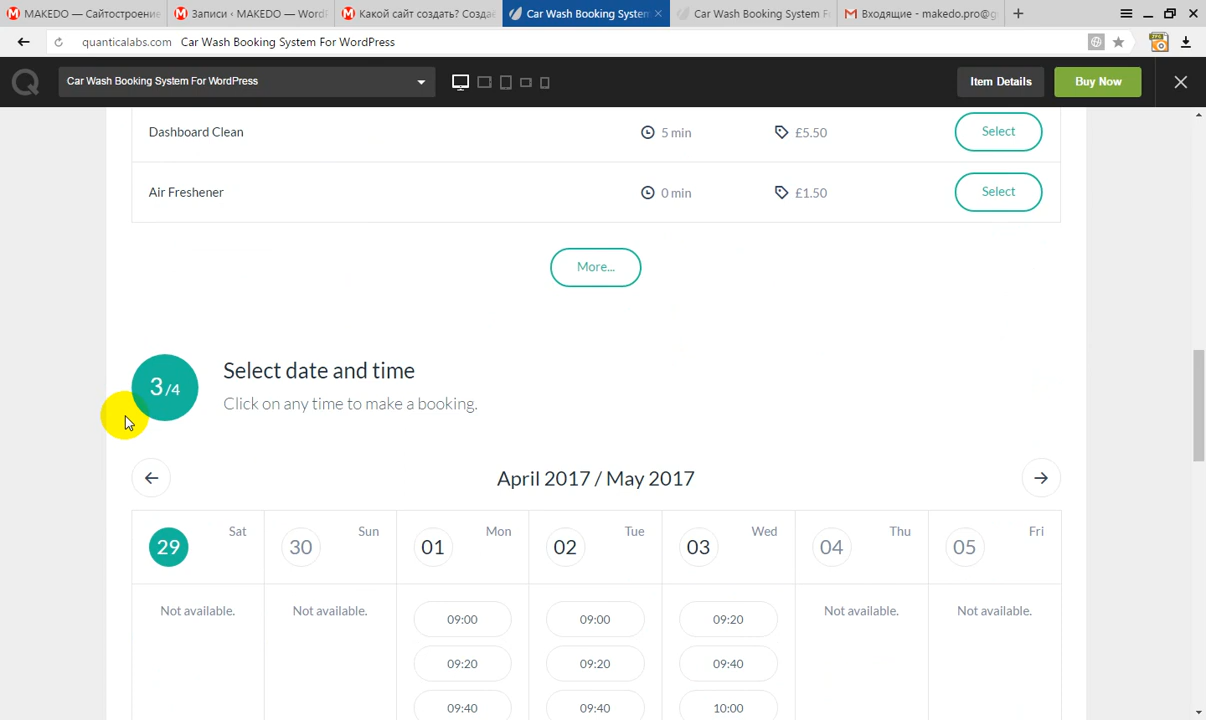 MAKEDO — Сайтостроение
Записи ‹ MAKEDO — Word
Какой сайт создать? Созда
Car Wash Booking System
Car Wash Booking System F
Входящие - makedo.pro@g
quanticalabs.com Car Wash Booking System For WordPress
Car Wash Booking System For WordPress
Item Details
Buy Now
Dashboard Clean 5 min £5.50 Select
Air Freshener 0 min £1.50 Select
More...
3/4
Select date and time
Click on any time to make a booking.
April 2017 / May 2017
29 Sat 30 Sun 01 Mon 02 Tue 03 Wed 04 Thu 05 Fri
Not available. Not available. 09:00 09:00 09:20 Not available. Not available.
09:20 09:20 09:40
09:40 09:40 10:00